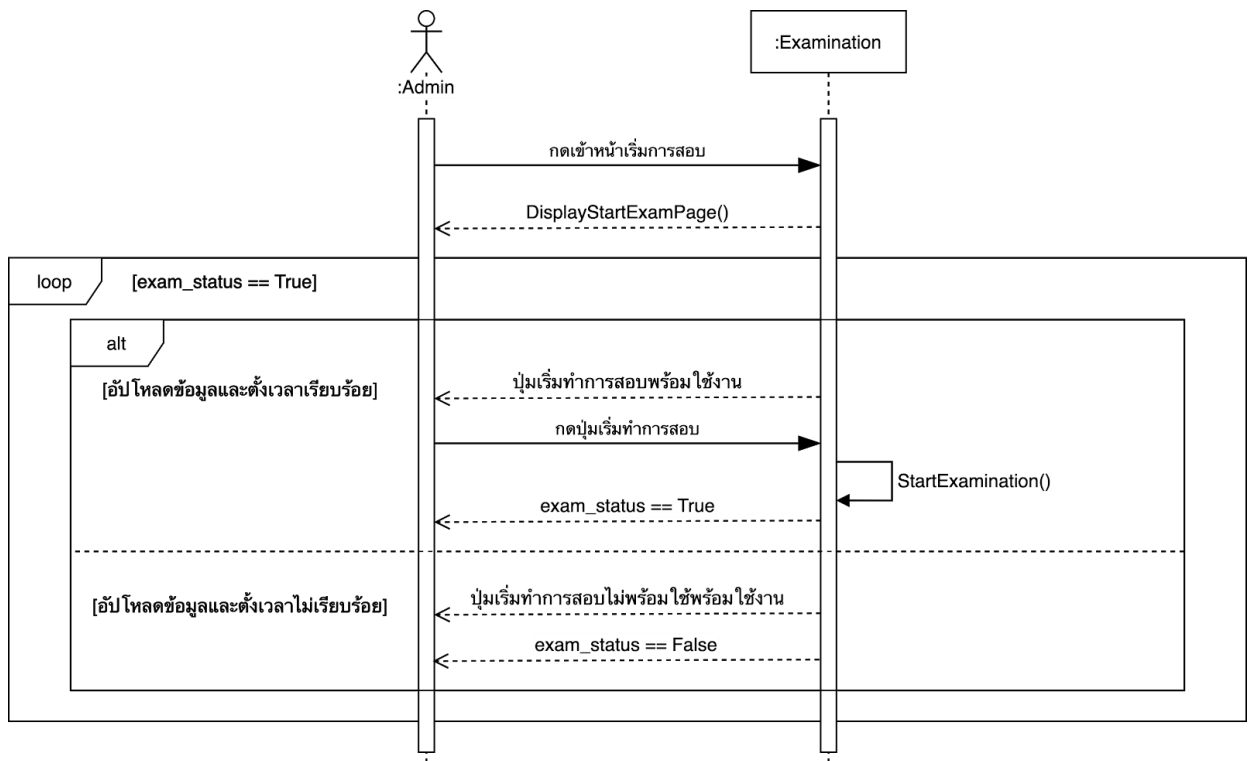 :Admin
:Examination
กดเข้าหน้าเริ่มการสอบ
DisplayStartExamPage()
loop
[exam_status == True]
alt
[อัปโหลดข้อมูลและตั้งเวลาเรียบร้อย]
ปุ่มเริ่มทำการสอบพร้อมใช้งาน
กดปุ่มเริ่มทำการสอบ
StartExamination()
exam_status == True
[อัปโหลดข้อมูลและตั้งเวลาไม่เรียบร้อย]
ปุ่มเริ่มทำการสอบไม่พร้อมใช้พร้อมใช้งาน
exam_status == False